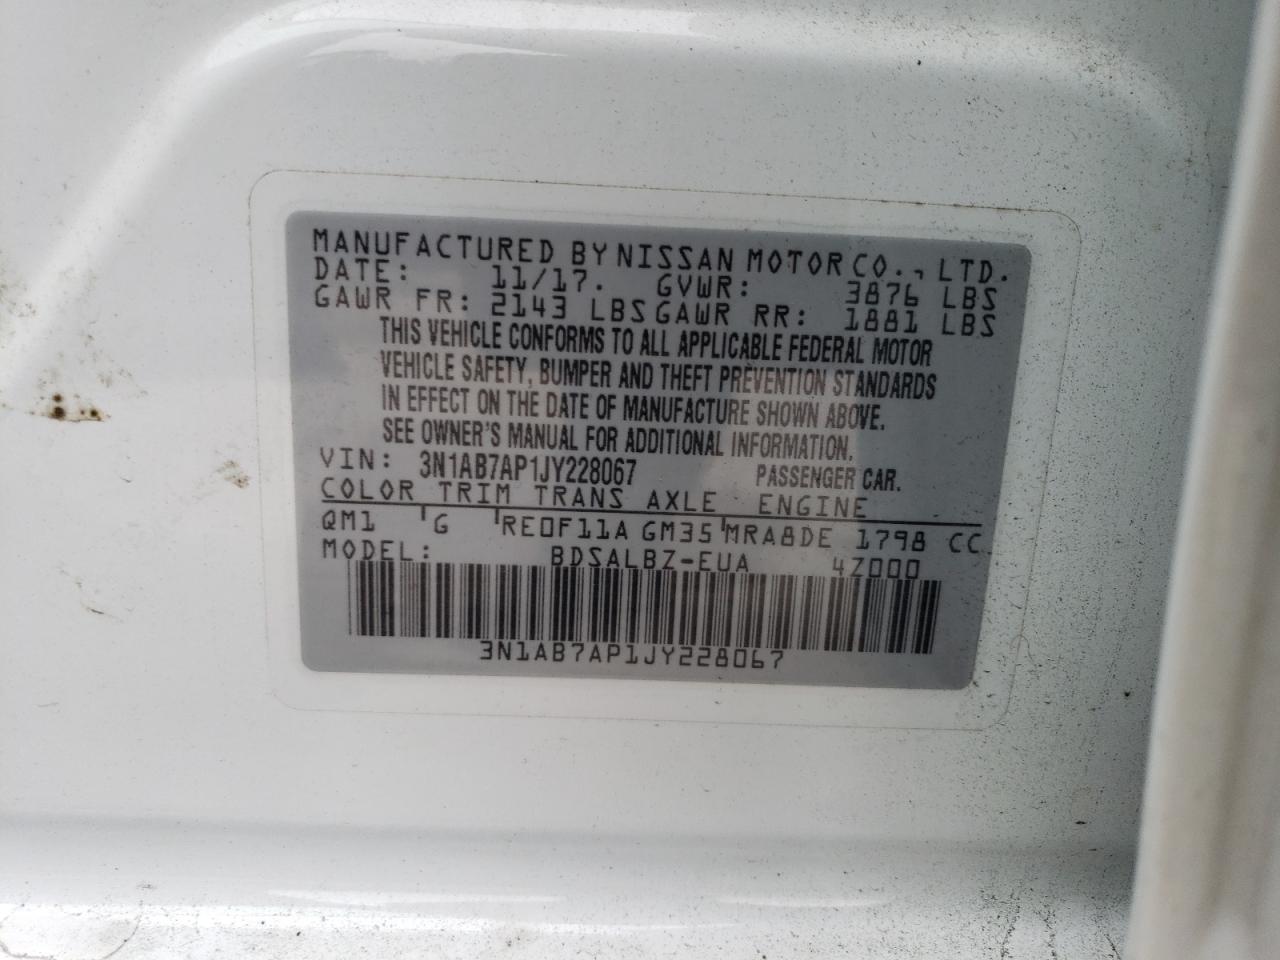 MANUFACTURED BY NISSAN MOTOR CO., LTD.
DATE: 11/17. GVWR: 3876 LBS
GAWR FR: 2143 LBS GAWR RR: 1881 LBS
THIS VEHICLE CONFORMS TO ALL APPLICABLE FEDERAL MOTOR
VEHICLE SAFETY, BUMPER AND THEFT PREVENTION STANDARDS
IN EFFECT ON THE DATE OF MANUFACTURE SHOWN ABOVE.
SEE OWNER'S MANUAL FOR ADDITIONAL INFORMATION.
VIN: 3N1AB7AP1JY228067 PASSENGER CAR.
COLOR TRIM TRANS AXLE ENGINE
QM1 G RE0F11A GM35 MRA8DE 1798 CC
MODEL: BDSALBZ-EUA 4Z000
3N1AB7AP1JY228067